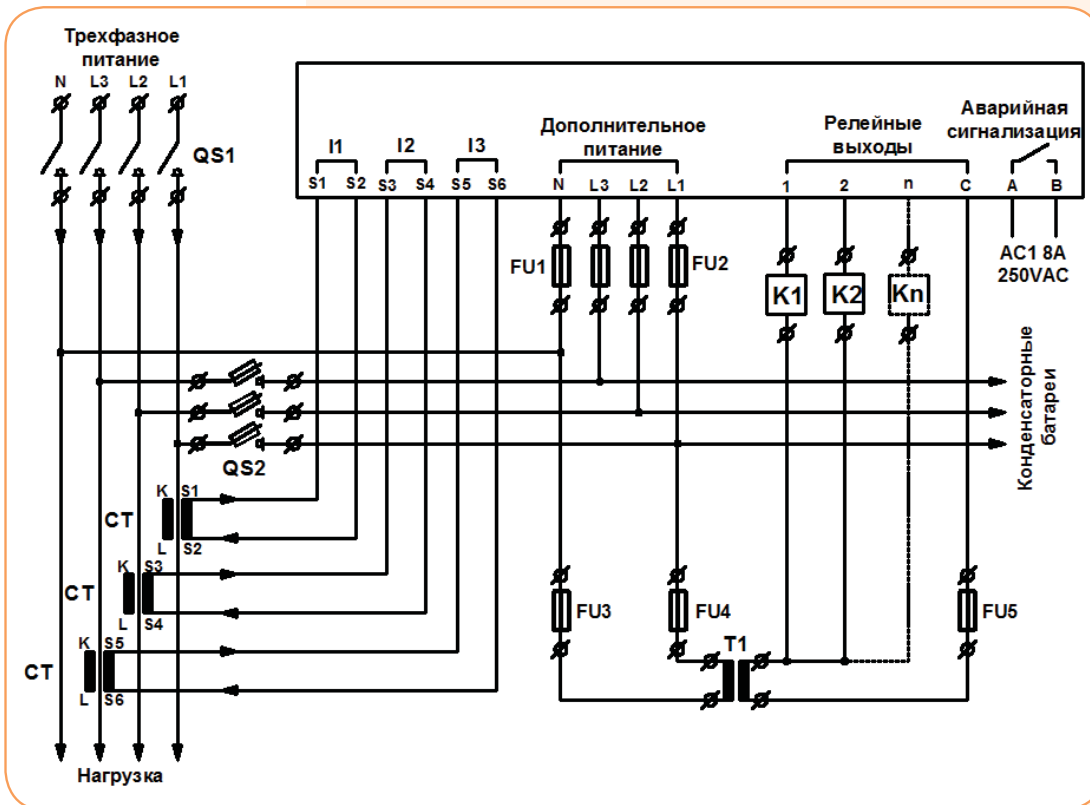 Трехфазное
питание
N L3 L2 L1
QS1
I1 I2 I3
S1 S2 S3 S4 S5 S6
Дополнительное
питание
N L3 L2 L1
Релейные
выходы
1 2 n C
Аварийная
сигнализация
A B
AC1 8A
250VAC
FU1 FU2
K1 K2 Kn
QS2
Конденсаторные
батареи
K S1
CT
L S2
K S3
CT
L S4
K S5
CT
L S6
FU3 FU4 FU5
T1
Нагрузка